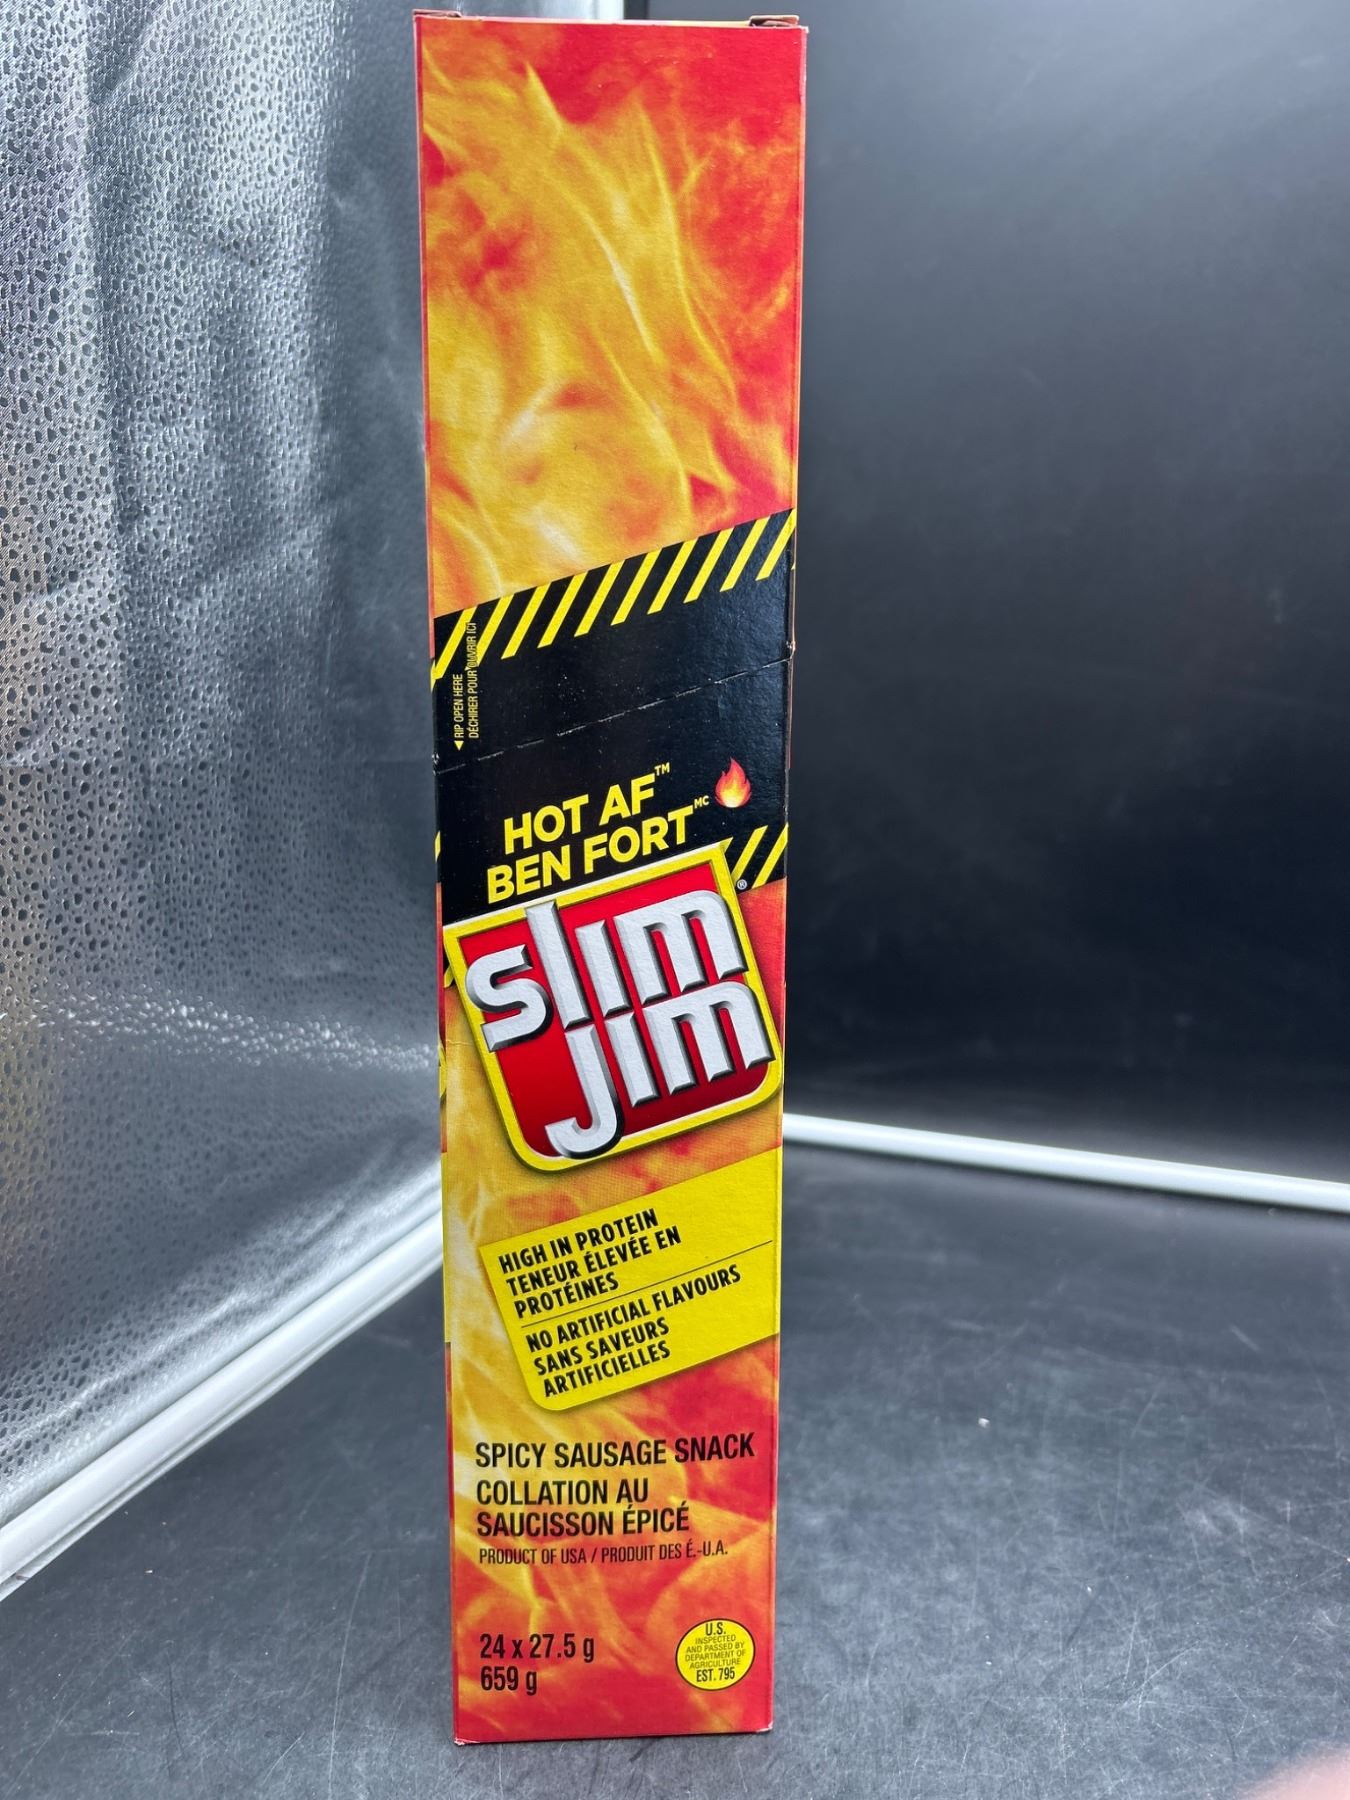 ◄ RIP OPEN HERE
DÉCHIRER POUR OUVRIR ICI
HOT AF™
BEN FORT MC
slim
jim®
HIGH IN PROTEIN
TENEUR ÉLEVÉE EN
PROTÉINES
NO ARTIFICIAL FLAVOURS
SANS SAVEURS
ARTIFICIELLES
SPICY SAUSAGE SNACK
COLLATION AU
SAUCISSON ÉPICÉ
PRODUCT OF USA / PRODUIT DES É.-U.A.
24 x 27.5 g
659 g
U.S.
INSPECTED
AND PASSED BY
DEPARTMENT OF
AGRICULTURE
EST. 795